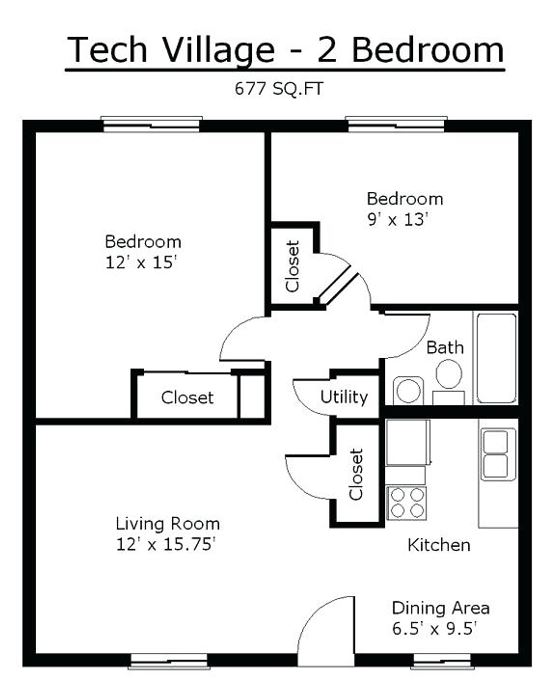 Tech Village - 2 Bedroom
677 SQ.FT
Bedroom
9' x 13'
Bedroom
12' x 15'
Closet
Bath
Closet
Utility
Closet
Living Room
12' x 15.75'
Kitchen
Dining Area
6.5' x 9.5'